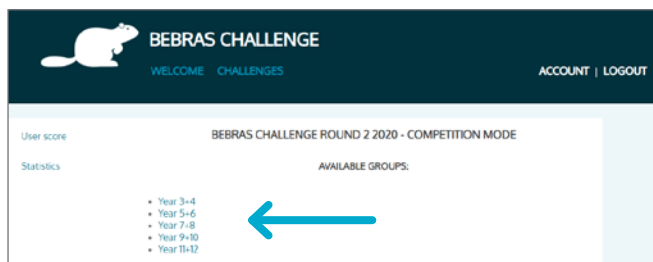 BEBRAS CHALLENGE
WELCOME CHALLENGES
ACCOUNT | LOGOUT
User score
BEBRAS CHALLENGE ROUND 2 2020 - COMPETITION MODE
Statistics
AVAILABLE GROUPS:
• Year 3+4
• Year 5+6
• Year 7+8
• Year 9+10
• Year 11+12